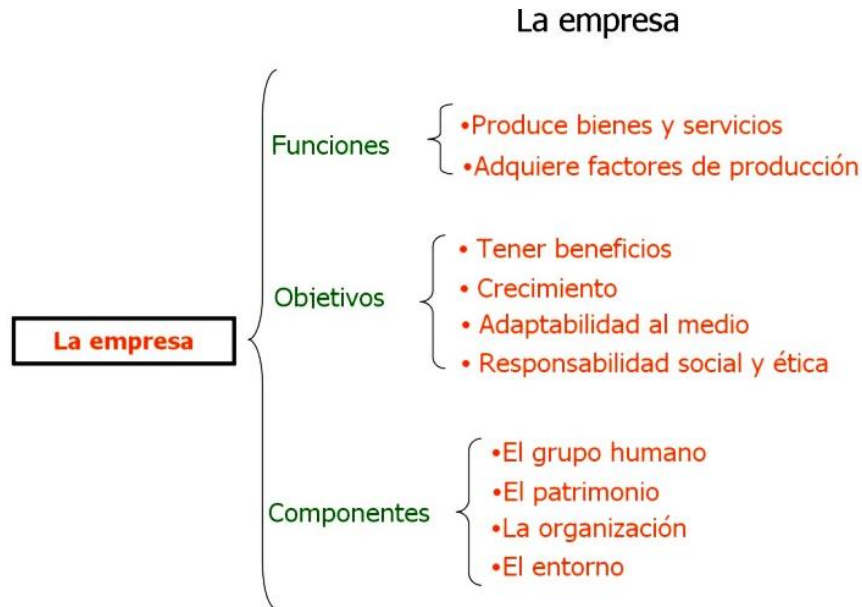 La empresa
La empresa
Funciones
•Produce bienes y servicios
•Adquiere factores de producción
Objetivos
• Tener beneficios
• Crecimiento
• Adaptabilidad al medio
• Responsabilidad social y ética
Componentes
•El grupo humano
•El patrimonio
•La organización
•El entorno